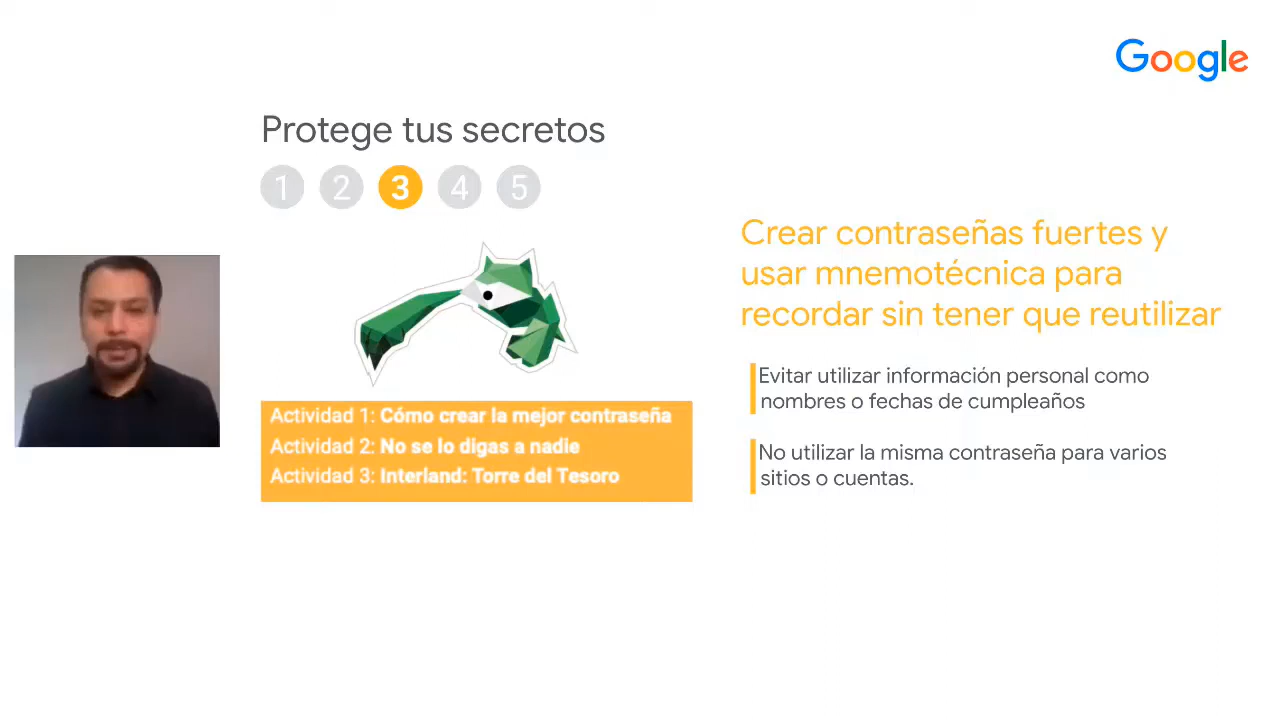 Google
Protege tus secretos
1 2 3 4 5
Crear contraseñas fuertes y
usar mnemotécnica para
recordar sin tener que reutilizar
Evitar utilizar información personal como
nombres o fechas de cumpleaños
No utilizar la misma contraseña para varios
sitios o cuentas.
Actividad 1: Cómo crear la mejor contraseña
Actividad 2: No se lo digas a nadie
Actividad 3: Interland: Torre del Tesoro